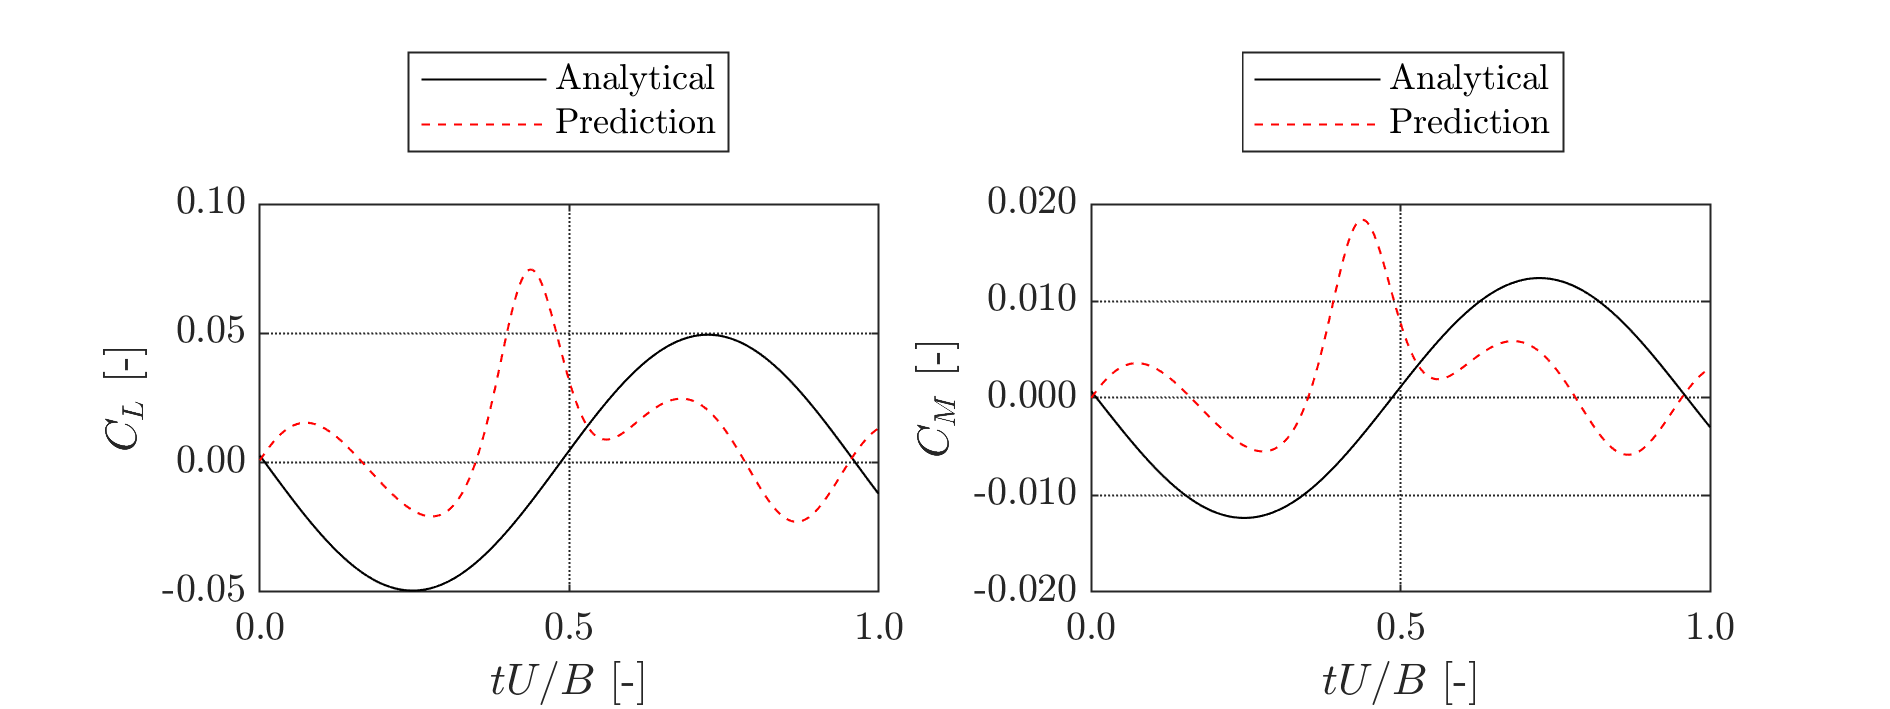 Analytical
Prediction
0.10
0.05
0.00
-0.05
0.0 0.5 1.0
C_L [-]
tU/B [-]
Analytical
Prediction
0.020
0.010
0.000
-0.010
-0.020
0.0 0.5 1.0
C_M [-]
tU/B [-]